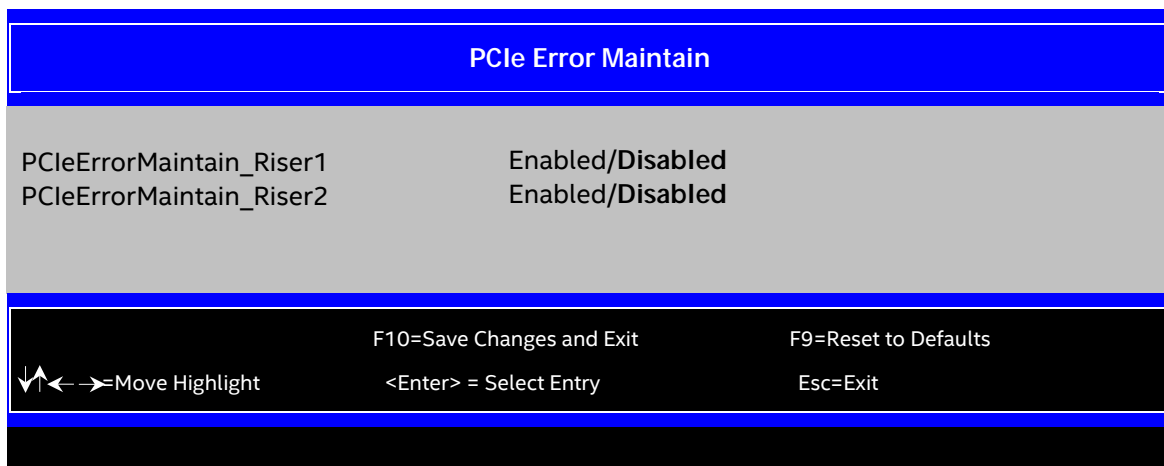 PCIe Error Maintain
PCIeErrorMaintain_Riser1 Enabled/Disabled
PCIeErrorMaintain_Riser2 Enabled/Disabled
F10=Save Changes and Exit F9=Reset to Defaults
↓↑←→=Move Highlight <Enter> = Select Entry Esc=Exit